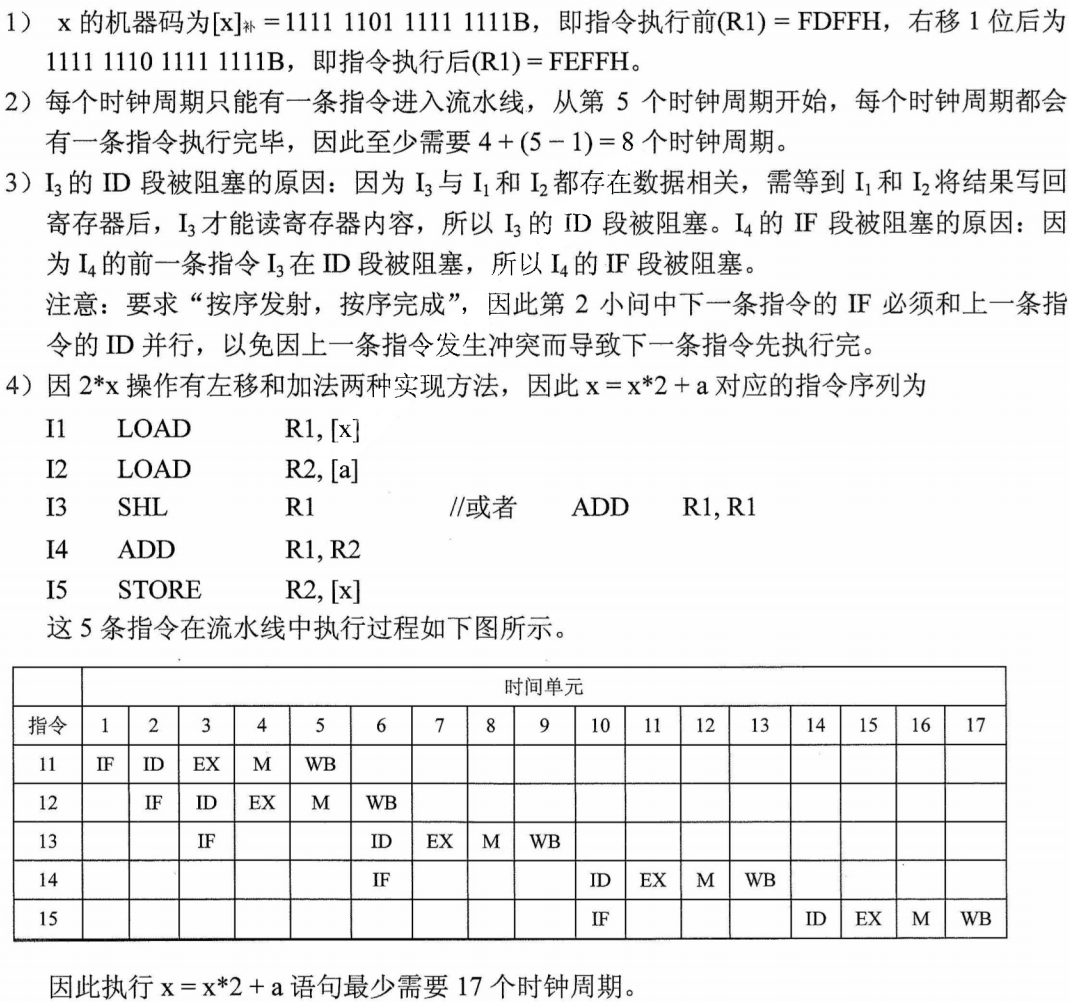 1） x 的机器码为[x]补 = 1111 1101 1111 1111B，即指令执行前(R1) = FDFFH，右移 1 位后为
1111 1110 1111 1111B，即指令执行后(R1) = FEFFH。
2）每个时钟周期只能有一条指令进入流水线，从第 5 个时钟周期开始，每个时钟周期都会
有一条指令执行完毕，因此至少需要 4 + (5 − 1) = 8 个时钟周期。
3）I3 的 ID 段被阻塞的原因：因为 I3 与 I1 和 I2 都存在数据相关，需等到 I1 和 I2 将结果写回
寄存器后，I3 才能读寄存器内容，所以 I3 的 ID 段被阻塞。I4 的 IF 段被阻塞的原因：因
为 I4 的前一条指令 I3 在 ID 段被阻塞，所以 I4 的 IF 段被阻塞。
注意：要求“按序发射，按序完成”，因此第 2 小问中下一条指令的 IF 必须和上一条指
令的 ID 并行，以免因上一条指令发生冲突而导致下一条指令先执行完。
4）因 2*x 操作有左移和加法两种实现方法，因此 x = x*2 + a 对应的指令序列为
I1 LOAD R1, [x]
I2 LOAD R2, [a]
I3 SHL R1 //或者 ADD R1, R1
I4 ADD R1, R2
I5 STORE R2, [x]
这 5 条指令在流水线中执行过程如下图所示。
时间单元
指令 1 2 3 4 5 6 7 8 9 10 11 12 13 14 15 16 17
11 IF ID EX M WB
12 IF ID EX M WB
13 IF ID EX M WB
14 IF ID EX M WB
15 IF ID EX M WB
因此执行 x = x*2 + a 语句最少需要 17 个时钟周期。